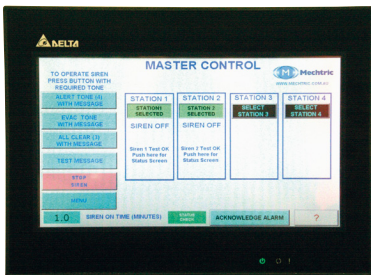 DELTA
MASTER CONTROL
M Mechtric
WWW.MECHTRIC.COM.AU
TO OPERATE SIREN
PRESS BUTTON WITH
REQUIRED TONE
ALERT TONE (4)
WITH MESSAGE
EVAC TONE
WITH MESSAGE
ALL CLEAR (3)
WITH MESSAGE
TEST MESSAGE
STOP
SIREN
MENU
STATION 1
STATION1
SELECTED
SIREN OFF
Siren 1 Test OK
Push here for
Status Screen
STATION 2
STATION 2
SELECTED
SIREN OFF
Siren 2 Test OK
Push here for
Status Screen
STATION 3
SELECT
STATION 3
STATION 4
SELECT
STATION 4
1.0
SIREN ON TIME (MINUTES)
ACKNOWLEDGE ALARM
?